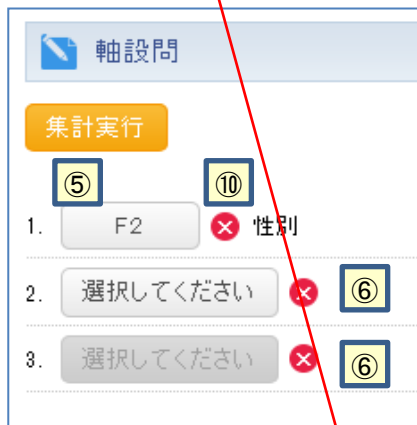 軸設問
集計実行
⑤ ⑩
1. F2 性別
2. 選択してください ⑥
3. 選択してください ⑥